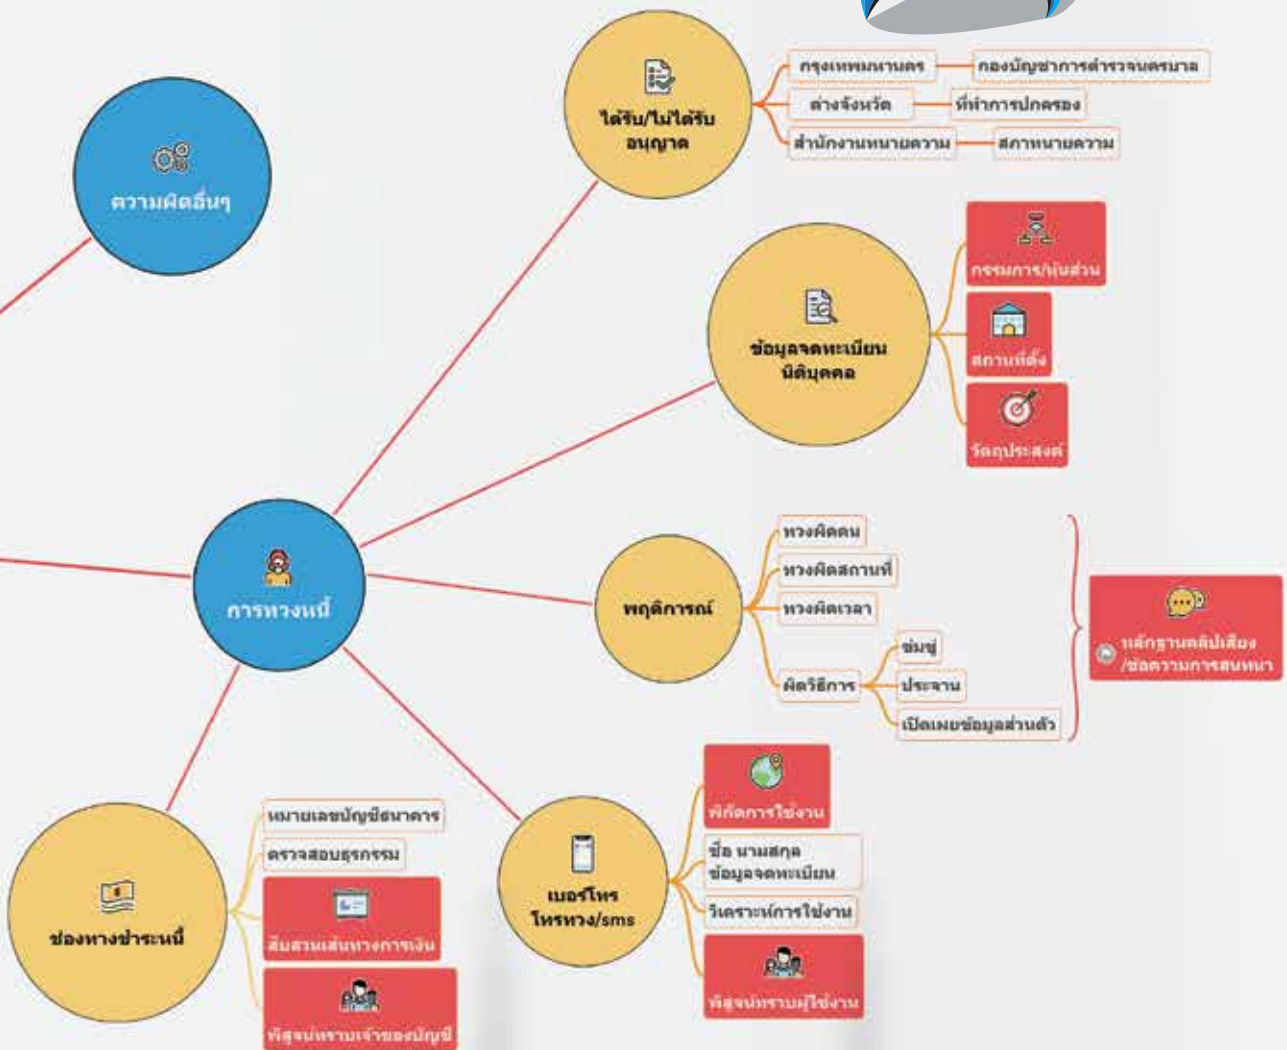 ความผิดอื่นๆ
ได้รับ/ไม่ได้รับ
อนุญาต
กรุงเทพมหานคร
กองบัญชาการตำรวจนครบาล
ต่างจังหวัด
ที่ทำการปกครอง
สำนักงานทนายความ
สภาทนายความ
ข้อมูลจดทะเบียน
นิติบุคคล
กรรมการ/หุ้นส่วน
สถานที่ตั้ง
วัตถุประสงค์
การทวงหนี้
พฤติการณ์
ทวงผิดคน
ทวงผิดสถานที่
ทวงผิดเวลา
ผิดวิธีการ
ข่มขู่
ประจาน
เปิดเผยข้อมูลส่วนตัว
หลักฐานคลิปเสียง
/ข้อความการสนทนา
เบอร์โทร
โทรทวง/sms
พิกัดการใช้งาน
ชื่อ นามสกุล
ข้อมูลจดทะเบียน
วิเคราะห์การใช้งาน
พิสูจน์ทราบผู้ใช้งาน
ช่องทางชำระหนี้
หมายเลขบัญชีธนาคาร
ตรวจสอบธุรกรรม
สืบสวนเส้นทางการเงิน
พิสูจน์ทราบเจ้าของบัญชี